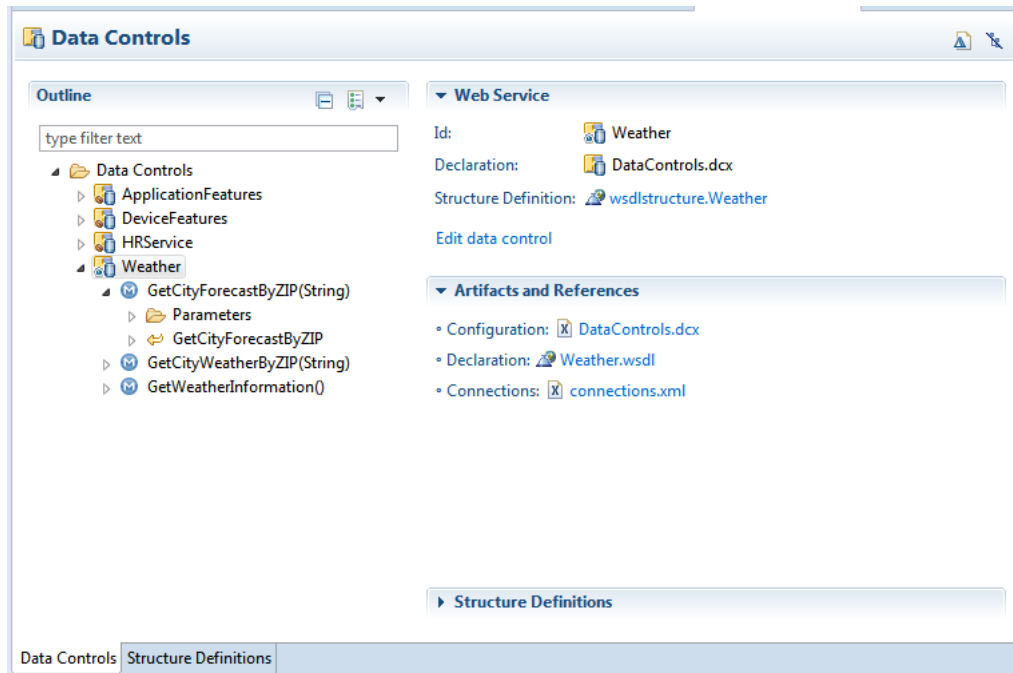 Data Controls
Outline
type filter text
Data Controls
ApplicationFeatures
DeviceFeatures
HRService
Weather
GetCityForecastByZIP(String)
Parameters
GetCityForecastByZIP
GetCityWeatherByZIP(String)
GetWeatherInformation()
Web Service
Id: Weather
Declaration: DataControls.dcx
Structure Definition: wsdlstructure.Weather
Edit data control
Artifacts and References
Configuration: DataControls.dcx
Declaration: Weather.wsdl
Connections: connections.xml
Structure Definitions
Data Controls Structure Definitions